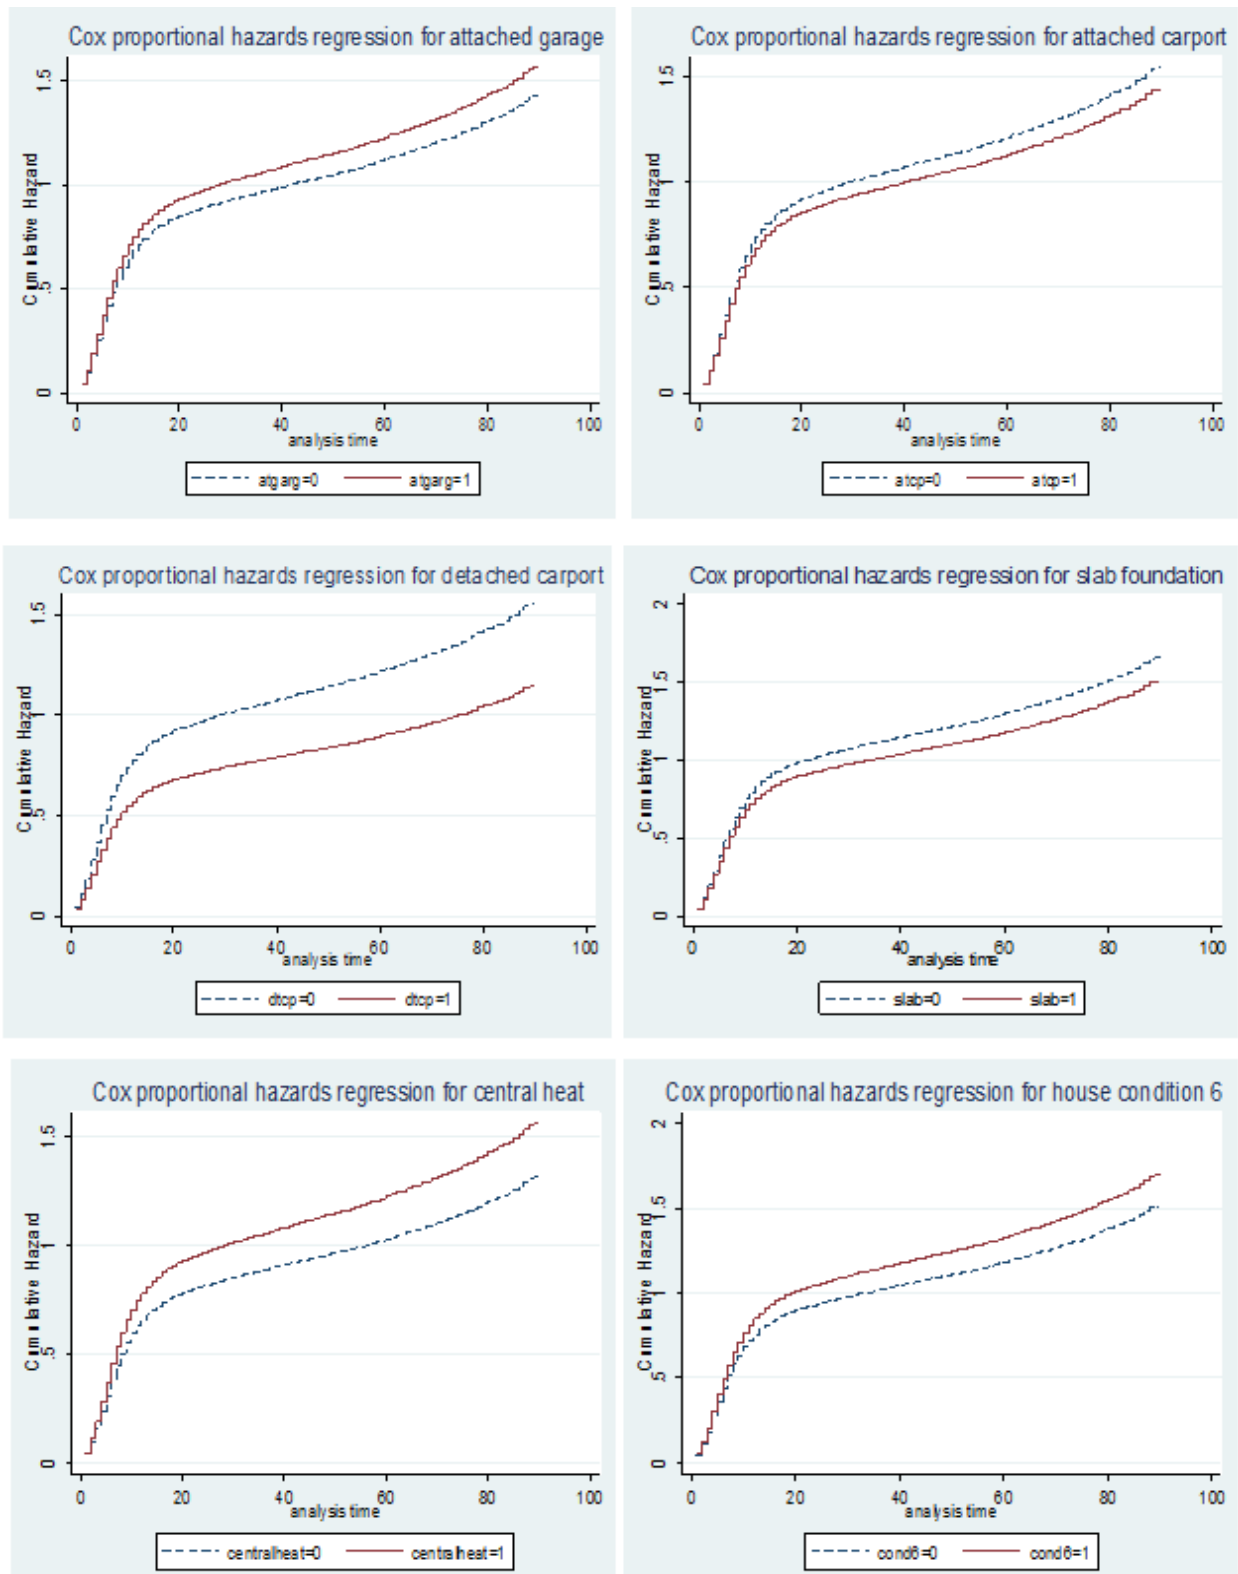 Cox proportional hazards regression for attached garage
Cumulative Hazard
1.5
1
.5
0
0 20 40 60 80 100
analysis time
atgarg=0 atgarg=1
Cox proportional hazards regression for attached carport
Cumulative Hazard
1.5
1
.5
0
0 20 40 60 80 100
analysis time
atcp=0 atcp=1
Cox proportional hazards regression for detached carport
Cumulative Hazard
1.5
1
.5
0
0 20 40 60 80 100
analysis time
dtcp=0 dtcp=1
Cox proportional hazards regression for slab foundation
Cumulative Hazard
2
1.5
1
.5
0
0 20 40 60 80 100
analysis time
slab=0 slab=1
Cox proportional hazards regression for central heat
Cumulative Hazard
1.5
1
.5
0
0 20 40 60 80 100
analysis time
centralheat=0 centralheat=1
Cox proportional hazards regression for house condition 6
Cumulative Hazard
2
1.5
1
.5
0
0 20 40 60 80 100
analysis time
cond6=0 cond6=1